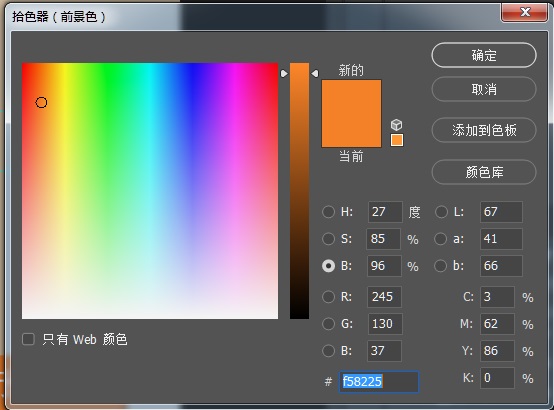 拾色器（前景色）
新的
当前
确定
取消
添加到色板
颜色库
H: 27 度
S: 85 %
B: 96 %
R: 245
G: 130
B: 37
# f58225
L: 67
a: 41
b: 66
C: 3 %
M: 62 %
Y: 86 %
K: 0 %
只有 Web 颜色